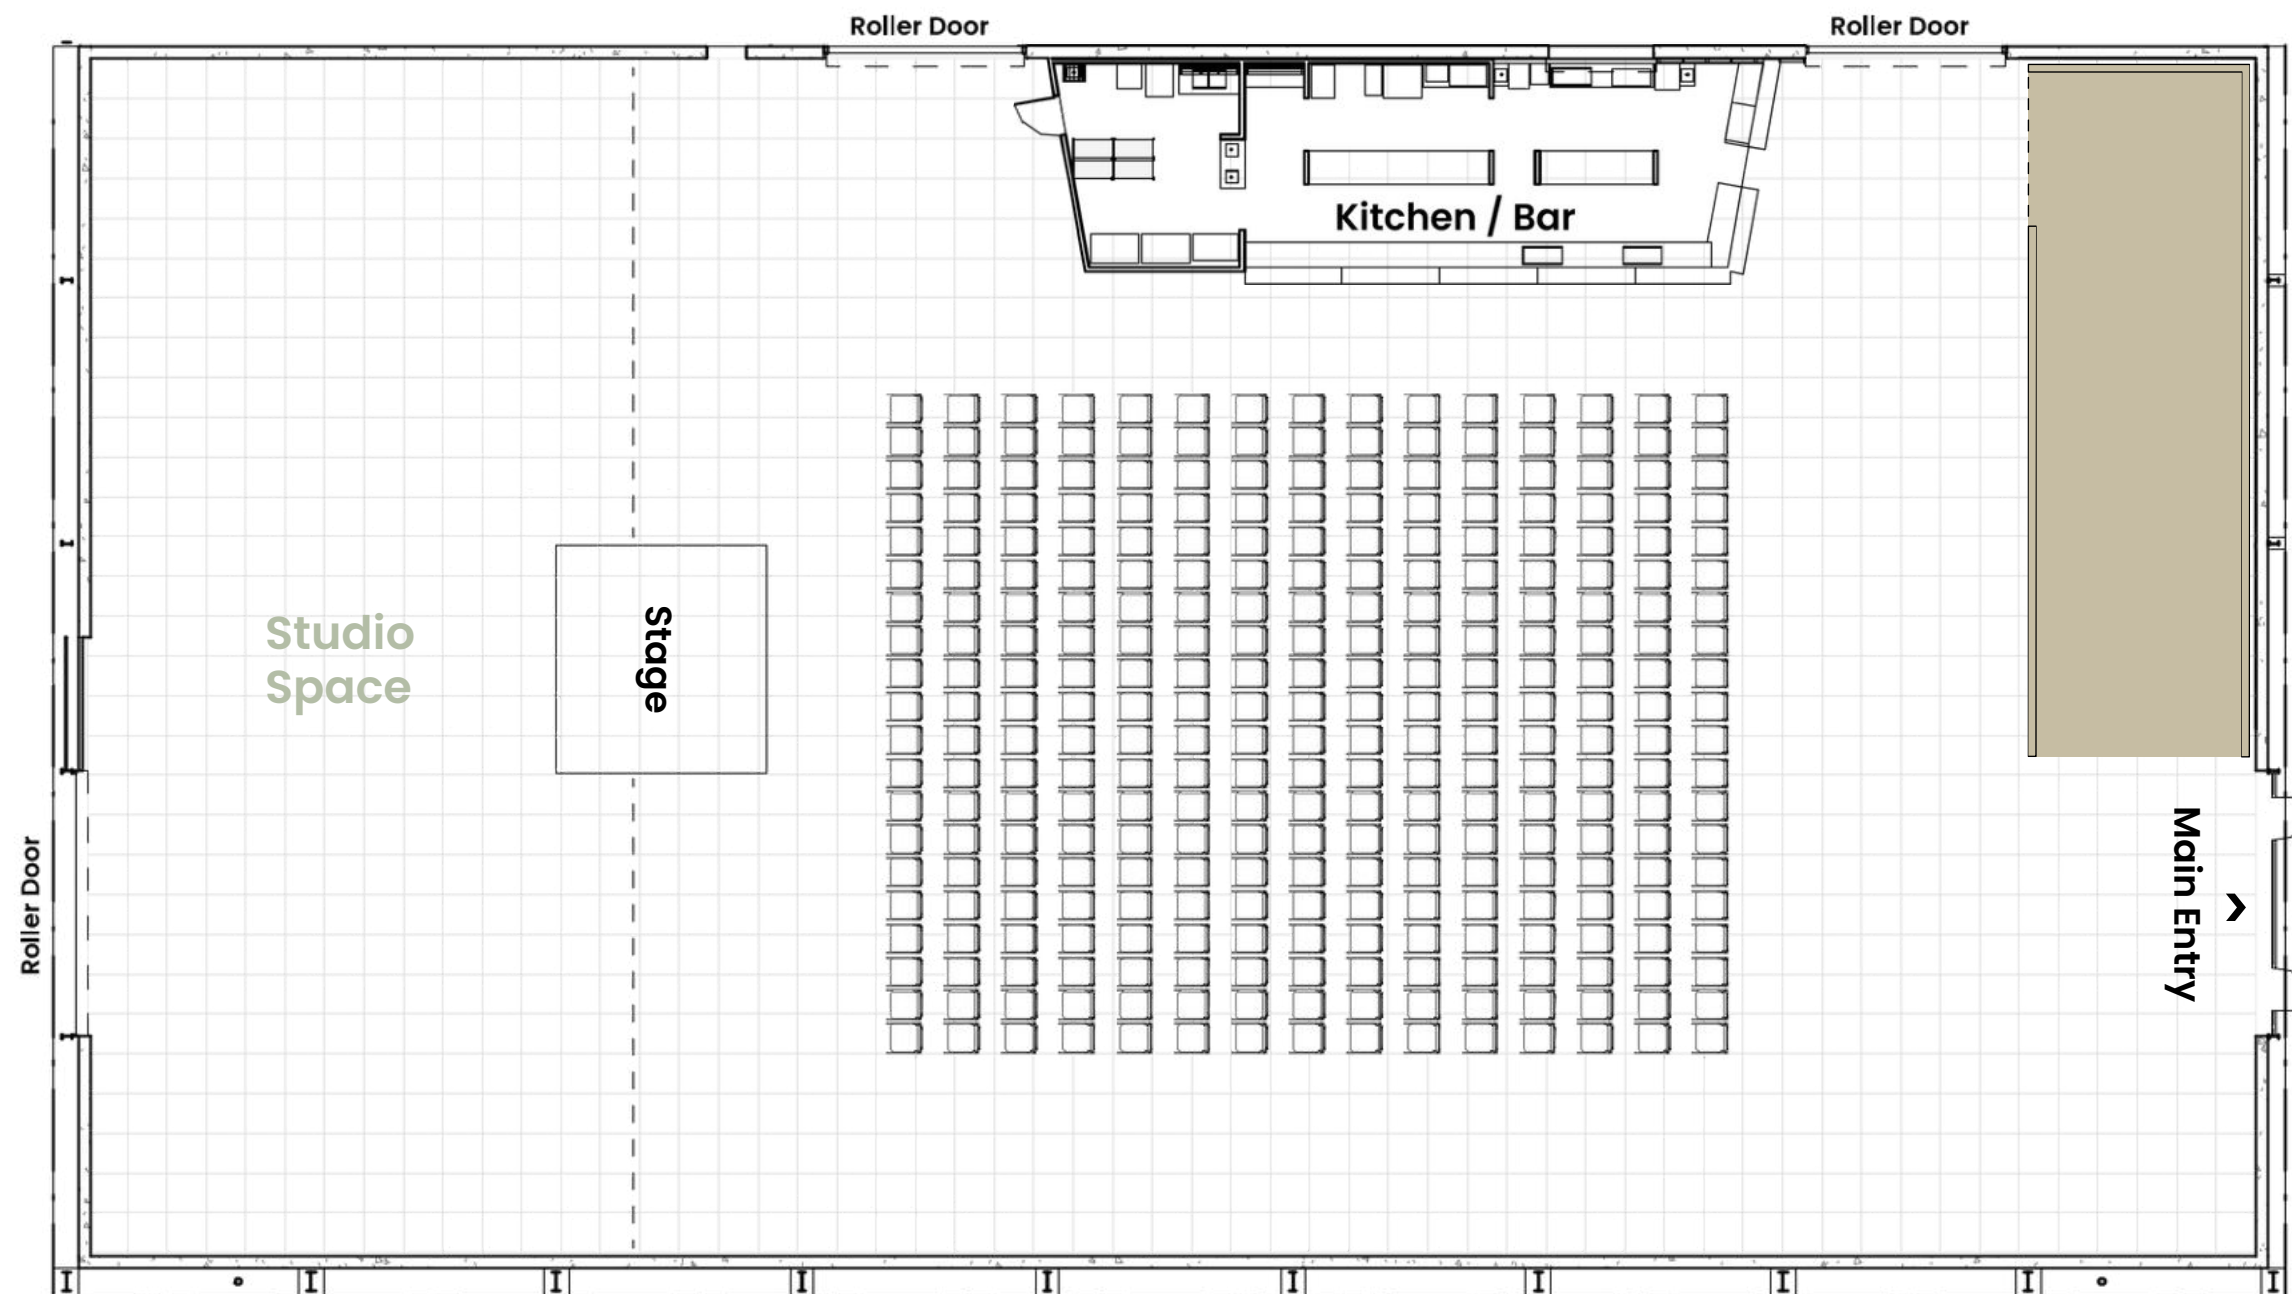 Roller Door
Roller Door
Kitchen / Bar
Studio
Space
Stage
Roller Door
Main Entry